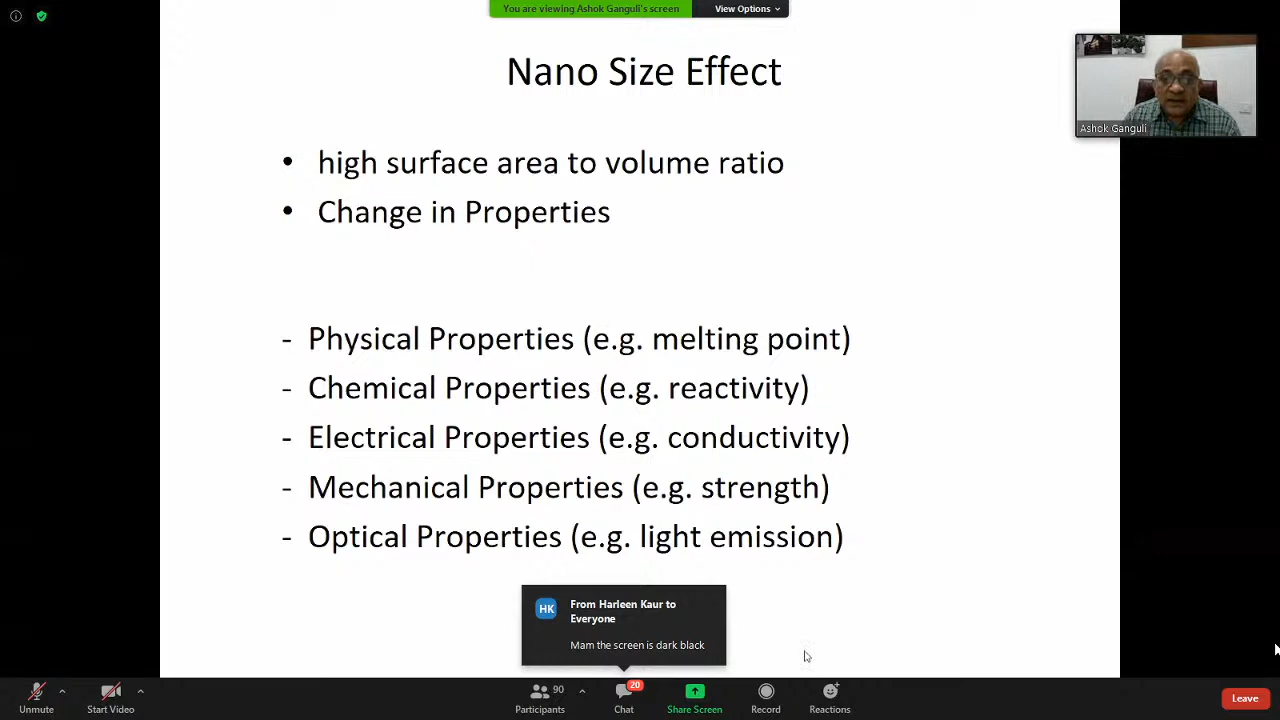 You are viewing Ashok Ganguli's screen
View Options
Nano Size Effect
Ashok Ganguli
• high surface area to volume ratio
• Change in Properties
- Physical Properties (e.g. melting point)
- Chemical Properties (e.g. reactivity)
- Electrical Properties (e.g. conductivity)
- Mechanical Properties (e.g. strength)
- Optical Properties (e.g. light emission)
HK
From Harleen Kaur to
Everyone
Mam the screen is dark black
Unmute
Start Video
90
Participants
20
Chat
Share Screen
Record
Reactions
Leave